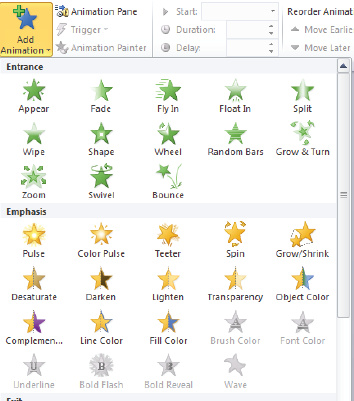 Add Animation
Animation Pane
Trigger
Animation Painter
Start:
Duration:
Delay:
Reorder Animat
Move Earlie
Move Later
Entrance
Appear Fade Fly In Float In Split
Wipe Shape Wheel Random Bars Grow & Turn
Zoom Swivel Bounce
Emphasis
Pulse Color Pulse Teeter Spin Grow/Shrink
Desaturate Darken Lighten Transparency Object Color
Complemen... Line Color Fill Color Brush Color Font Color
Underline Bold Flash Bold Reveal Wave